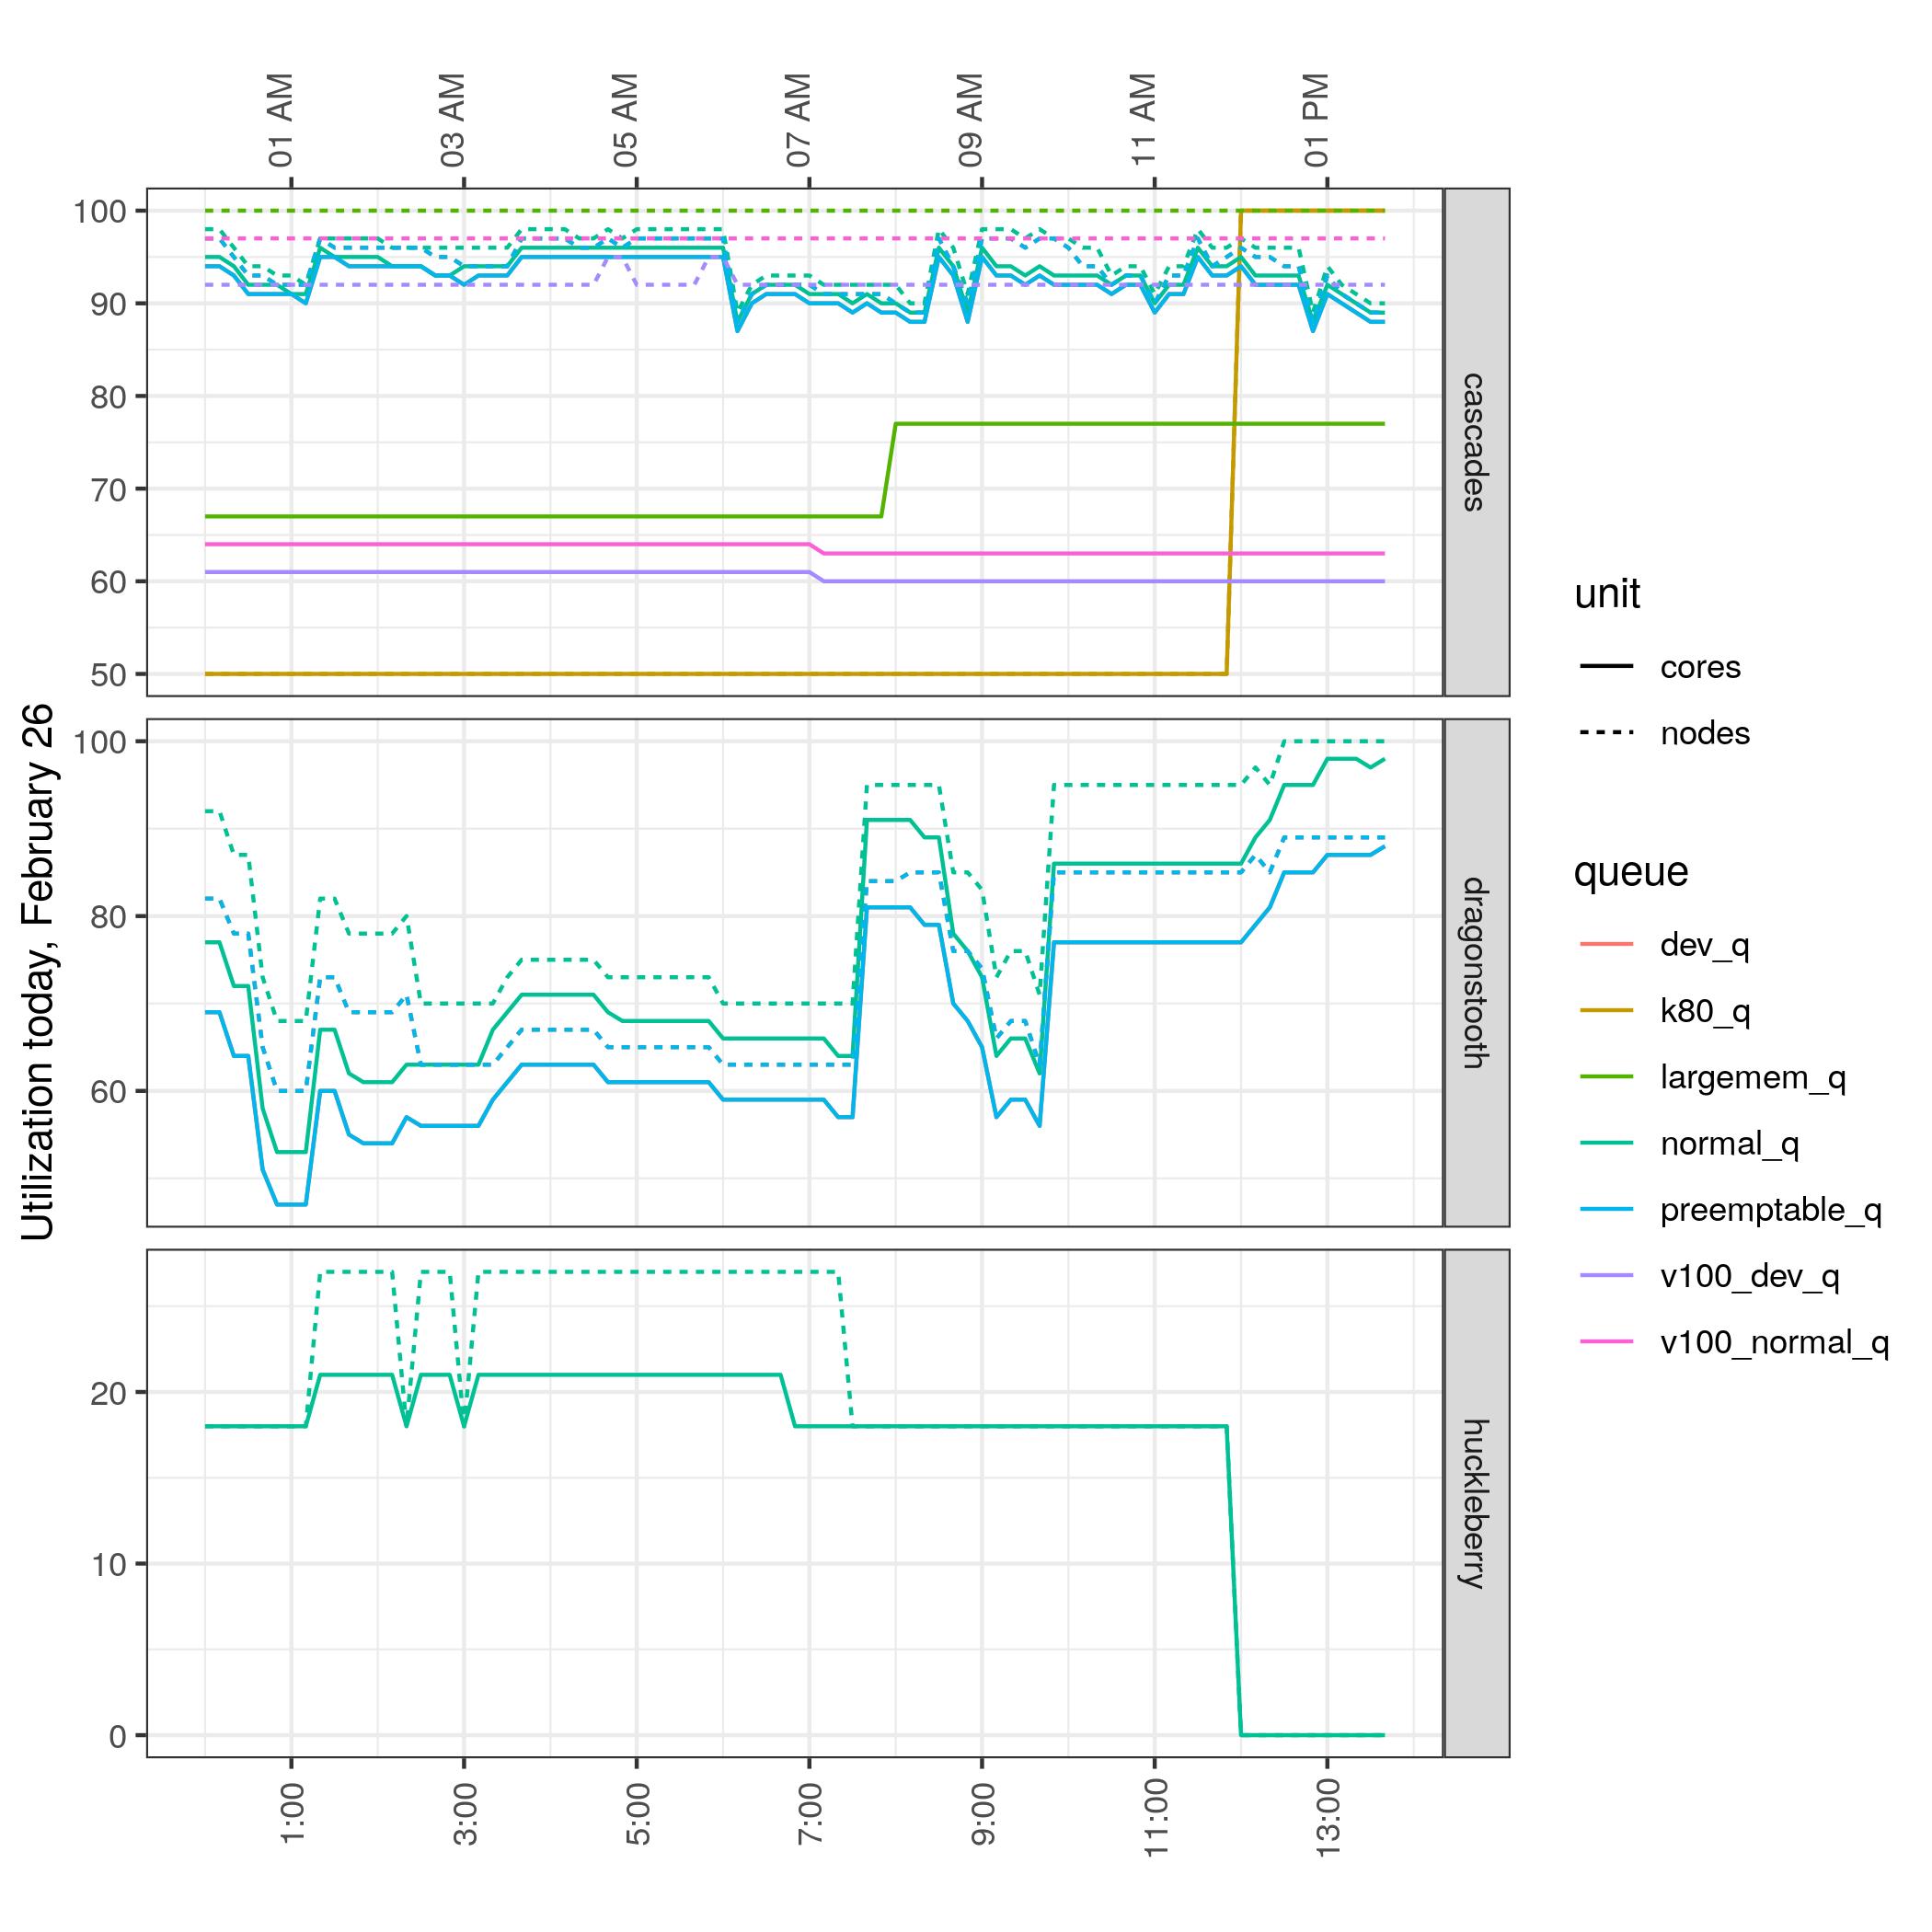 01 AM
03 AM
05 AM
07 AM
09 AM
11 AM
01 PM
Utilization today, February 26
100
90
80
70
60
50
cascades
100
80
60
dragonstooth
20
10
0
huckleberry
1:00
3:00
5:00
7:00
9:00
11:00
13:00
unit
cores
nodes
queue
dev_q
k80_q
largemem_q
normal_q
preemptable_q
v100_dev_q
v100_normal_q